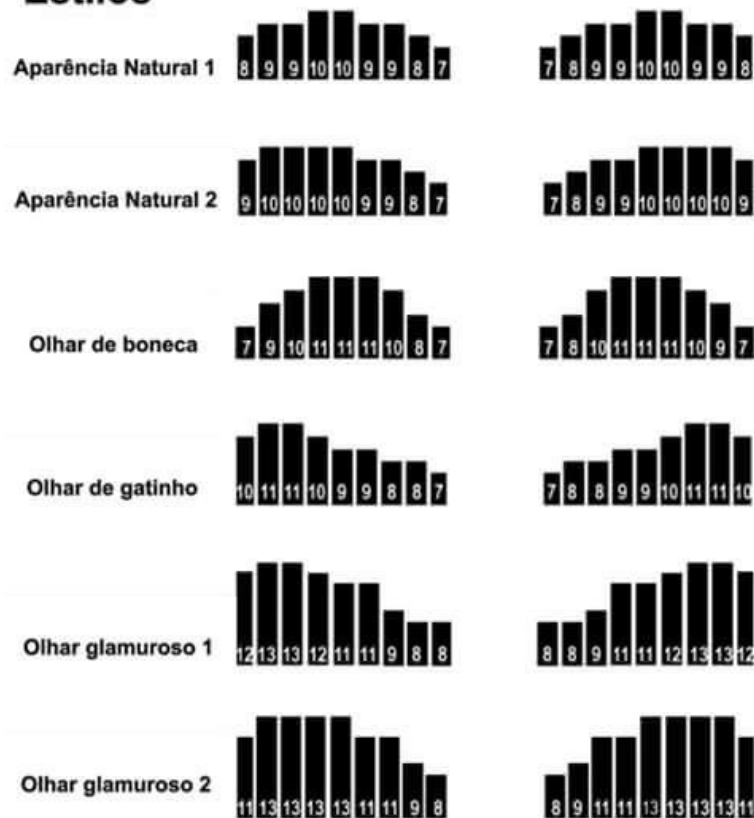 Estilos
Aparência Natural 1 8 9 9 10 10 9 9 8 7 7 8 9 9 10 10 9 9 8
Aparência Natural 2 9 10 10 10 10 9 9 8 7 7 8 9 9 10 10 10 10 9
Olhar de boneca 7 9 10 11 11 11 10 8 7 7 8 10 11 11 11 10 9 7
Olhar de gatinho 10 11 11 10 9 9 8 8 7 7 8 8 9 9 10 11 11 10
Olhar glamuroso 1 12 13 13 12 11 11 9 8 8 8 8 9 11 11 12 13 13 12
Olhar glamuroso 2 11 13 13 13 13 11 11 9 8 8 9 11 11 13 13 13 13 11